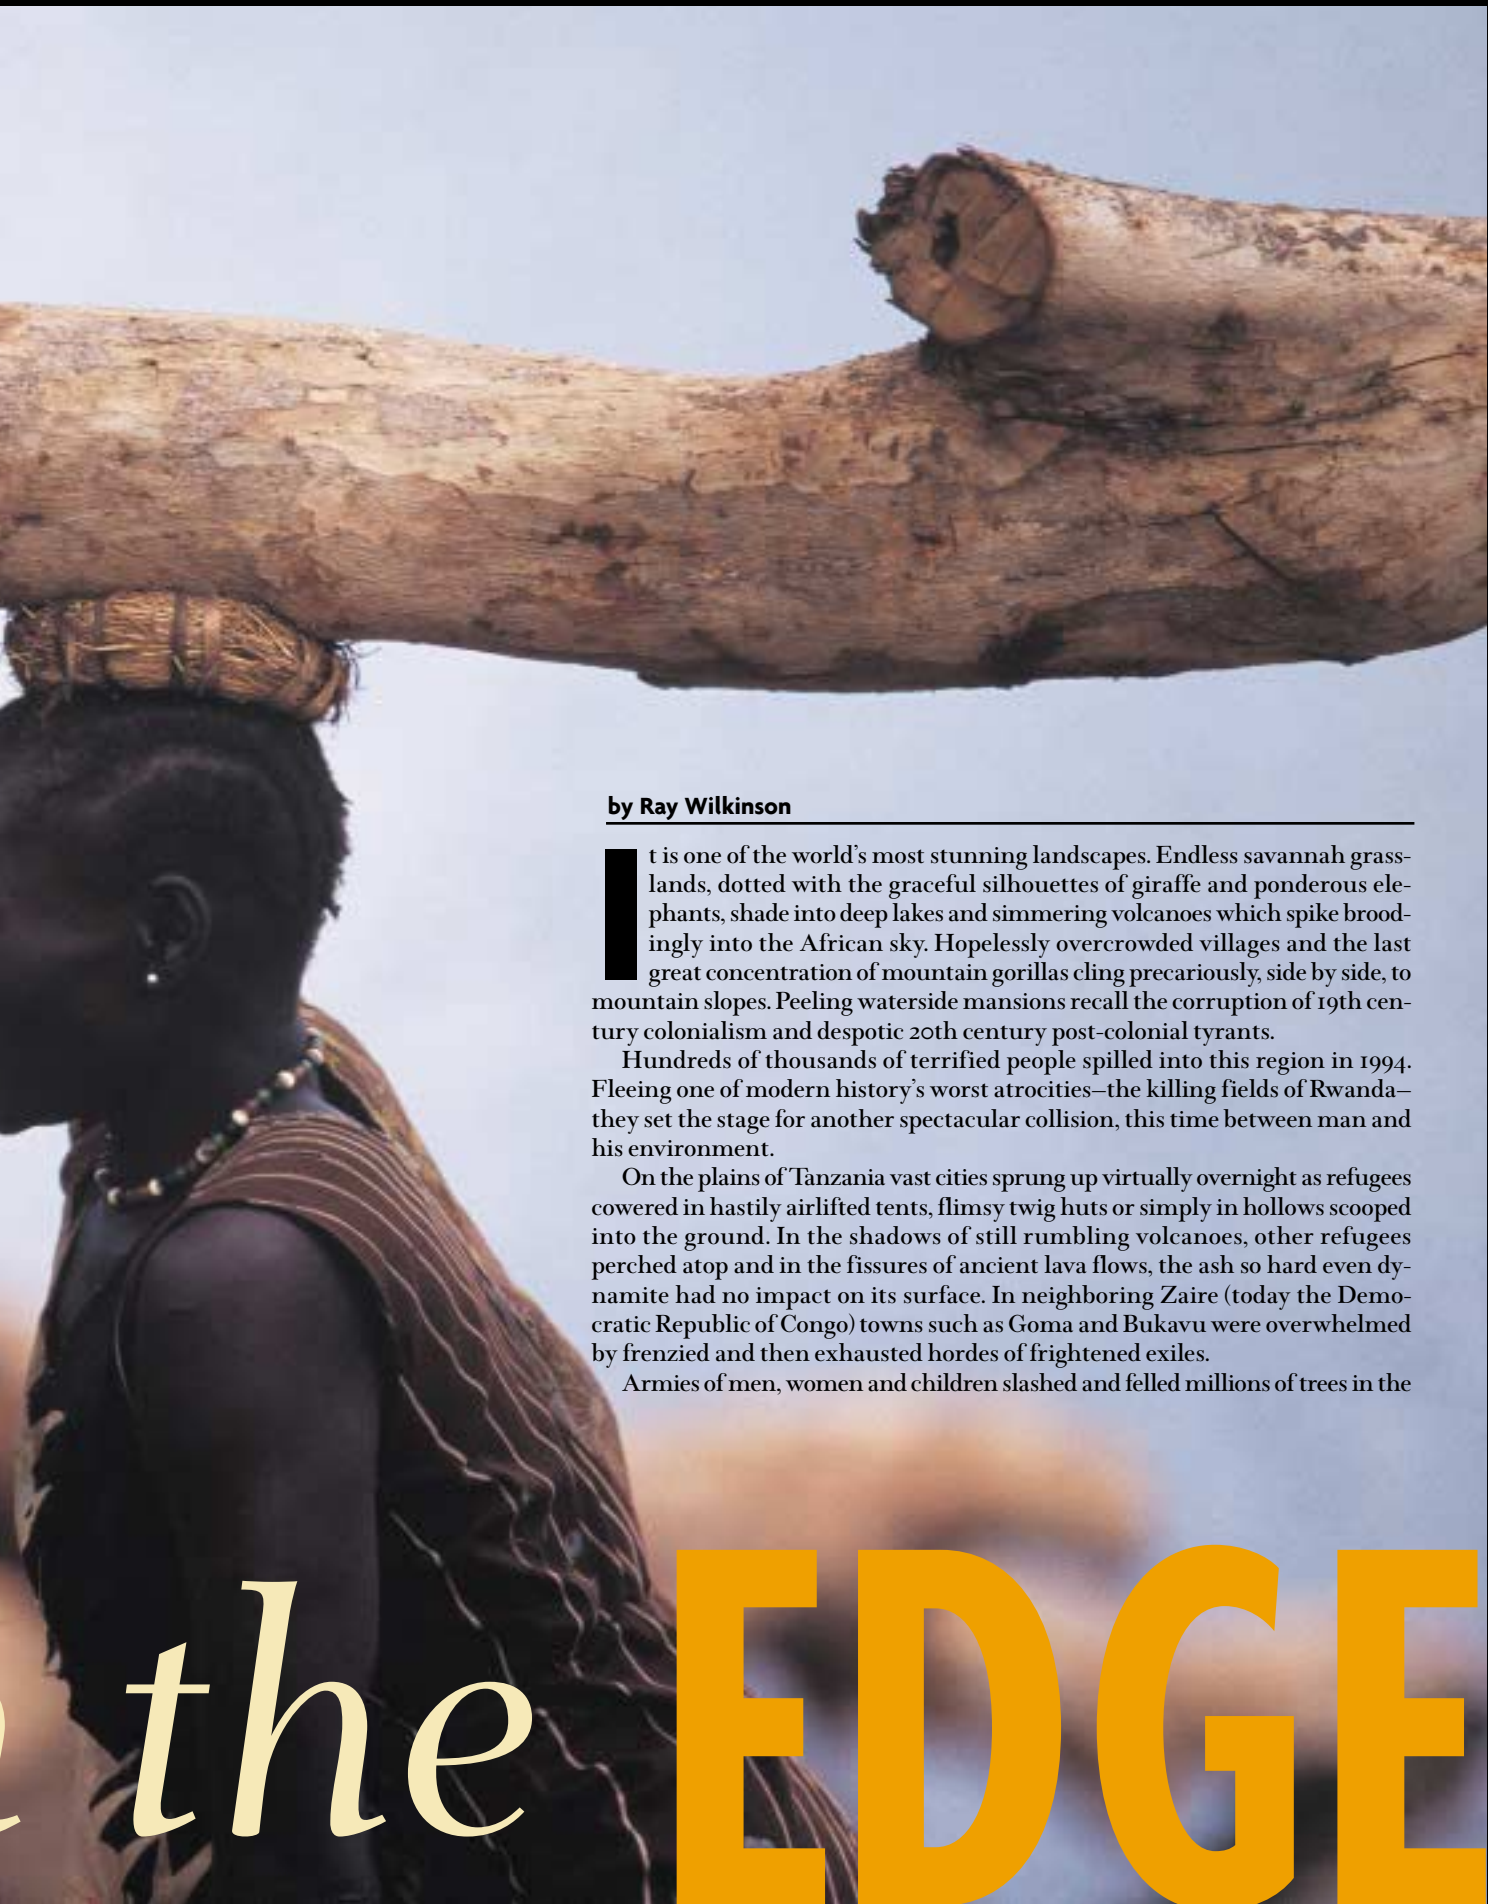 by Ray Wilkinson
It is one of the world's most stunning landscapes. Endless savannah grass-
lands, dotted with the graceful silhouettes of giraffe and ponderous ele-
phants, shade into deep lakes and simmering volcanoes which spike brood-
ingly into the African sky. Hopelessly overcrowded villages and the last
great concentration of mountain gorillas cling precariously, side by side, to
mountain slopes. Peeling waterside mansions recall the corruption of 19th cen-
tury colonialism and despotic 20th century post-colonial tyrants.
Hundreds of thousands of terrified people spilled into this region in 1994.
Fleeing one of modern history's worst atrocities—the killing fields of Rwanda—
they set the stage for another spectacular collision, this time between man and
his environment.
On the plains of Tanzania vast cities sprung up virtually overnight as refugees
cowered in hastily airlifted tents, flimsy twig huts or simply in hollows scooped
into the ground. In the shadows of still rumbling volcanoes, other refugees
perched atop and in the fissures of ancient lava flows, the ash so hard even dy-
namite had no impact on its surface. In neighboring Zaire (today the Demo-
cratic Republic of Congo) towns such as Goma and Bukavu were overwhelmed
by frenzied and then exhausted hordes of frightened exiles.
Armies of men, women and children slashed and felled millions of trees in the
the EDGE